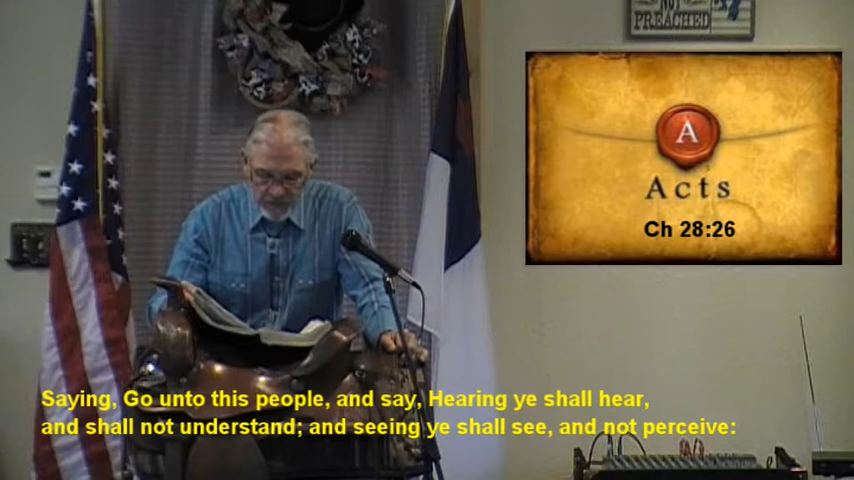 NOT
PREACHED
A
Acts
Ch 28:26
Saying, Go unto this people, and say, Hearing ye shall hear,
and shall not understand; and seeing ye shall see, and not perceive: